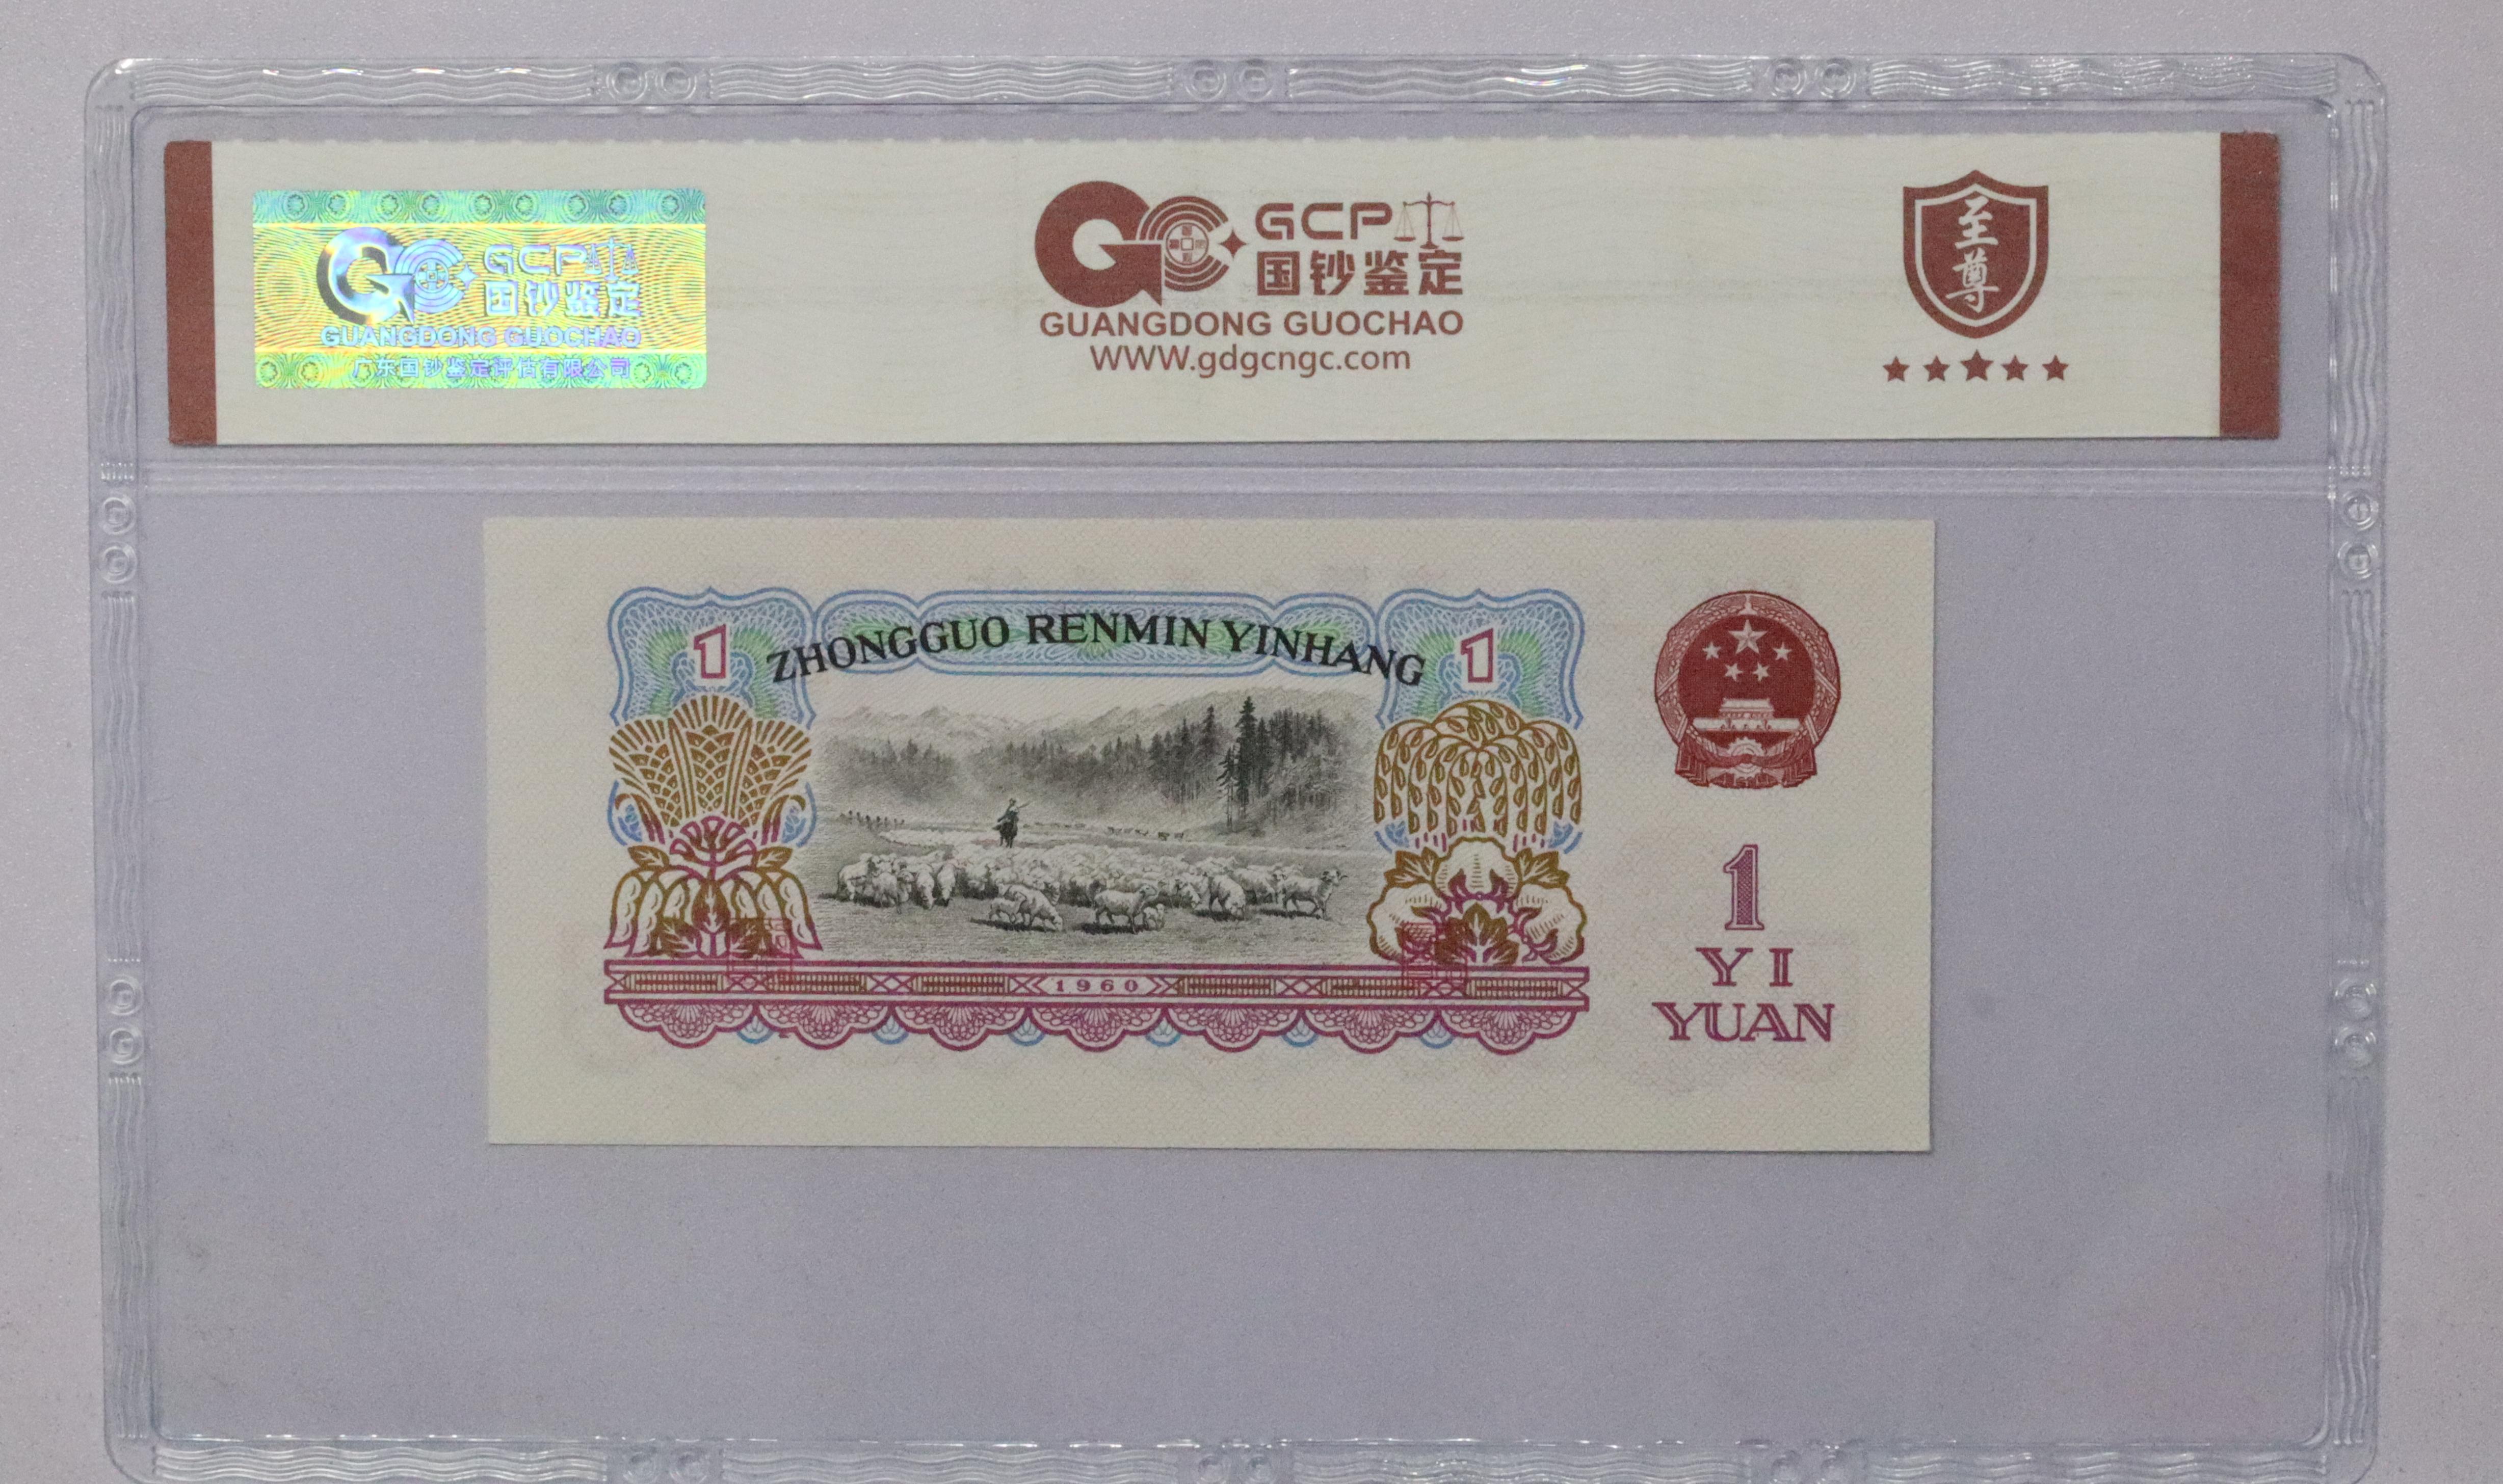 GCP
国钞鉴定
GUANGDONG GUOCHAO
广东国钞鉴定评估有限公司
GCP
国钞鉴定
GUANGDONG GUOCHAO
WWW.gdgcngc.com
至尊
1
ZHONGGUO RENMIN YINHANG
1
1960
1
YI
YUAN